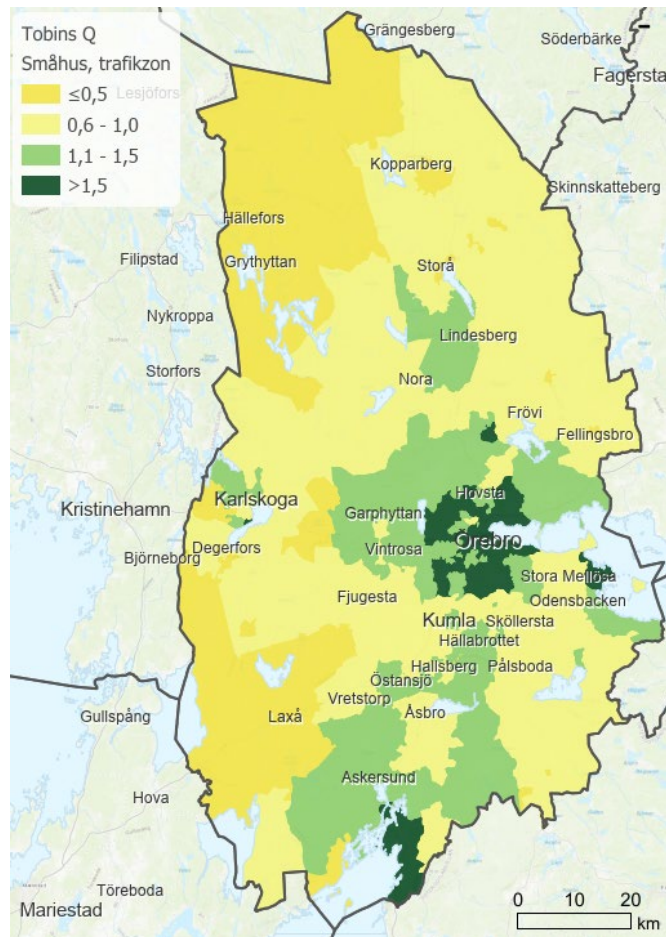 Tobins Q
Småhus, trafikzon
≤0,5
0,6 - 1,0
1,1 - 1,5
>1,5
Lesjöfors
Grängesberg
Söderbärke
Fagersta
Kopparberg
Skinnskatteberg
Hällefors
Filipstad
Grythyttan
Storå
Nykroppa
Lindesberg
Storfors
Nora
Frövi
Fellingsbro
Karlskoga
Hovsta
Kristinehamn
Garphyttan
Örebro
Björneborg
Degerfors
Vintrosa
Stora Mellösa
Fjugesta
Odensbacken
Kumla
Sköllersta
Hällabrottet
Hallsberg
Pålsboda
Östansjö
Vretstorp
Åsbro
Gullspång
Laxå
Askersund
Hova
Töreboda
Mariestad
0 10 20
km